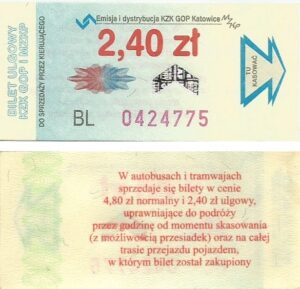 Emisja i dystrybucja KZK GOP Katowice
2,40 zł
BILET ULGOWY
KZK GOP i MZKP
DO SPRZEDAŻY PRZEZ KIERUJĄCEGO
TU
KASOWAĆ
BL 0424775
W autobusach i tramwajach
sprzedaje się bilety w cenie
4,80 zł normalny i 2,40 zł ulgowy,
uprawniające do podróży
przez godzinę od momentu skasowania
(z możliwością przesiadek) oraz na całej
trasie przejazdu pojazdem,
w którym bilet został zakupiony